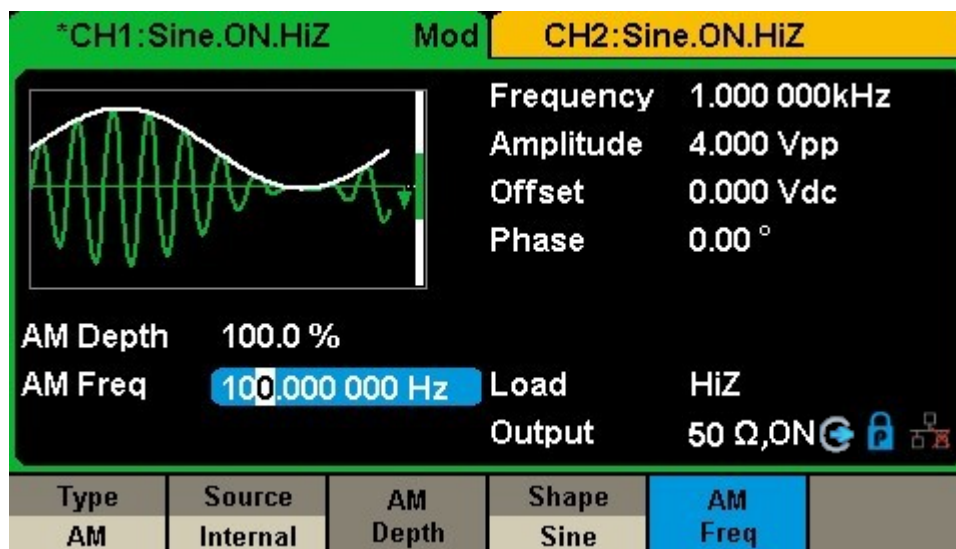 *CH1:Sine.ON.HiZ Mod CH2:Sine.ON.HiZ
Frequency 1.000 000kHz
Amplitude 4.000 Vpp
Offset 0.000 Vdc
Phase 0.00 °
AM Depth 100.0 %
AM Freq 100.000 000 Hz
Load HiZ
Output 50 Ω,ON P
Type Source AM Depth Shape AM Freq
AM Internal Sine